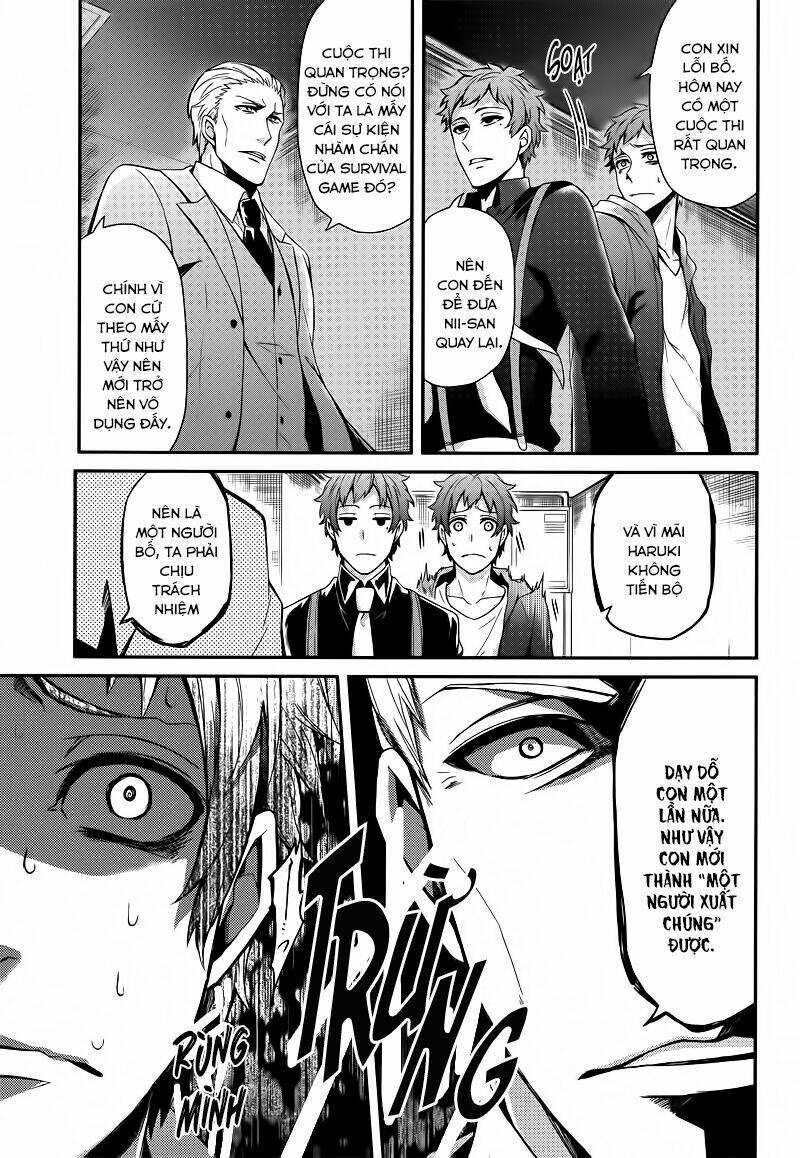 CON XIN
LỖI BỐ.
HÔM NAY
CÓ MỘT
CUỘC THI
RẤT QUAN
TRỌNG.
SOẠT
NÊN
CON ĐẾN
ĐỂ ĐƯA
NII-SAN
QUAY LẠI.
CUỘC THI
QUAN TRỌNG?
ĐỪNG CÓ NÓI
VỚI TA LÀ MẤY
CÁI SỰ KIỆN
NHÀM CHÁN
CỦA SURVIVAL
GAME ĐÓ?
CHÍNH VÌ
CON CỨ
THEO MẤY
THỨ NHƯ
VẬY NÊN
MỚI TRỞ
NÊN VÔ
DỤNG ĐẤY.
VÀ VÌ MÃI
HARUKI
KHÔNG
TIẾN BỘ
NÊN LÀ
MỘT NGƯỜI
BỐ, TA PHẢI
CHỊU
TRÁCH
NHIỆM
DẠY DỖ
CON MỘT
LẦN NỮA.
NHƯ VẬY
CON MỚI
THÀNH “MỘT
NGƯỜI XUẤT
CHÚNG”
ĐƯỢC.
TRỪNG
RÙNG
MÌNH